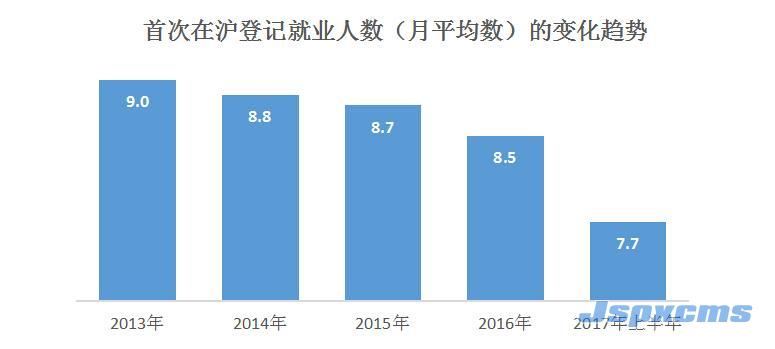 首次在沪登记就业人数（月平均数）的变化趋势
9.0
8.8
8.7
8.5
7.7
2013年
2014年
2015年
2016年
2017年上半年
Jspxcms